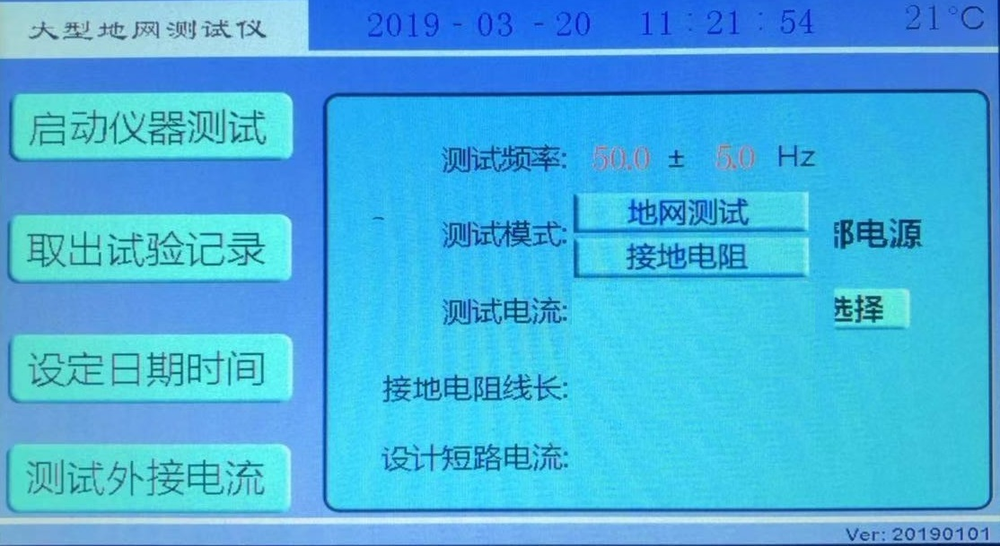 大型地网测试仪 2019-03-20 11:21:54 21°C
启动仪器测试
取出试验记录
设定日期时间
测试外接电流
测试频率: 50.0 ± 5.0 Hz
测试模式: 地网测试
接地电阻
部电源
测试电流: 选择
接地电阻线长:
设计短路电流:
Ver: 20190101